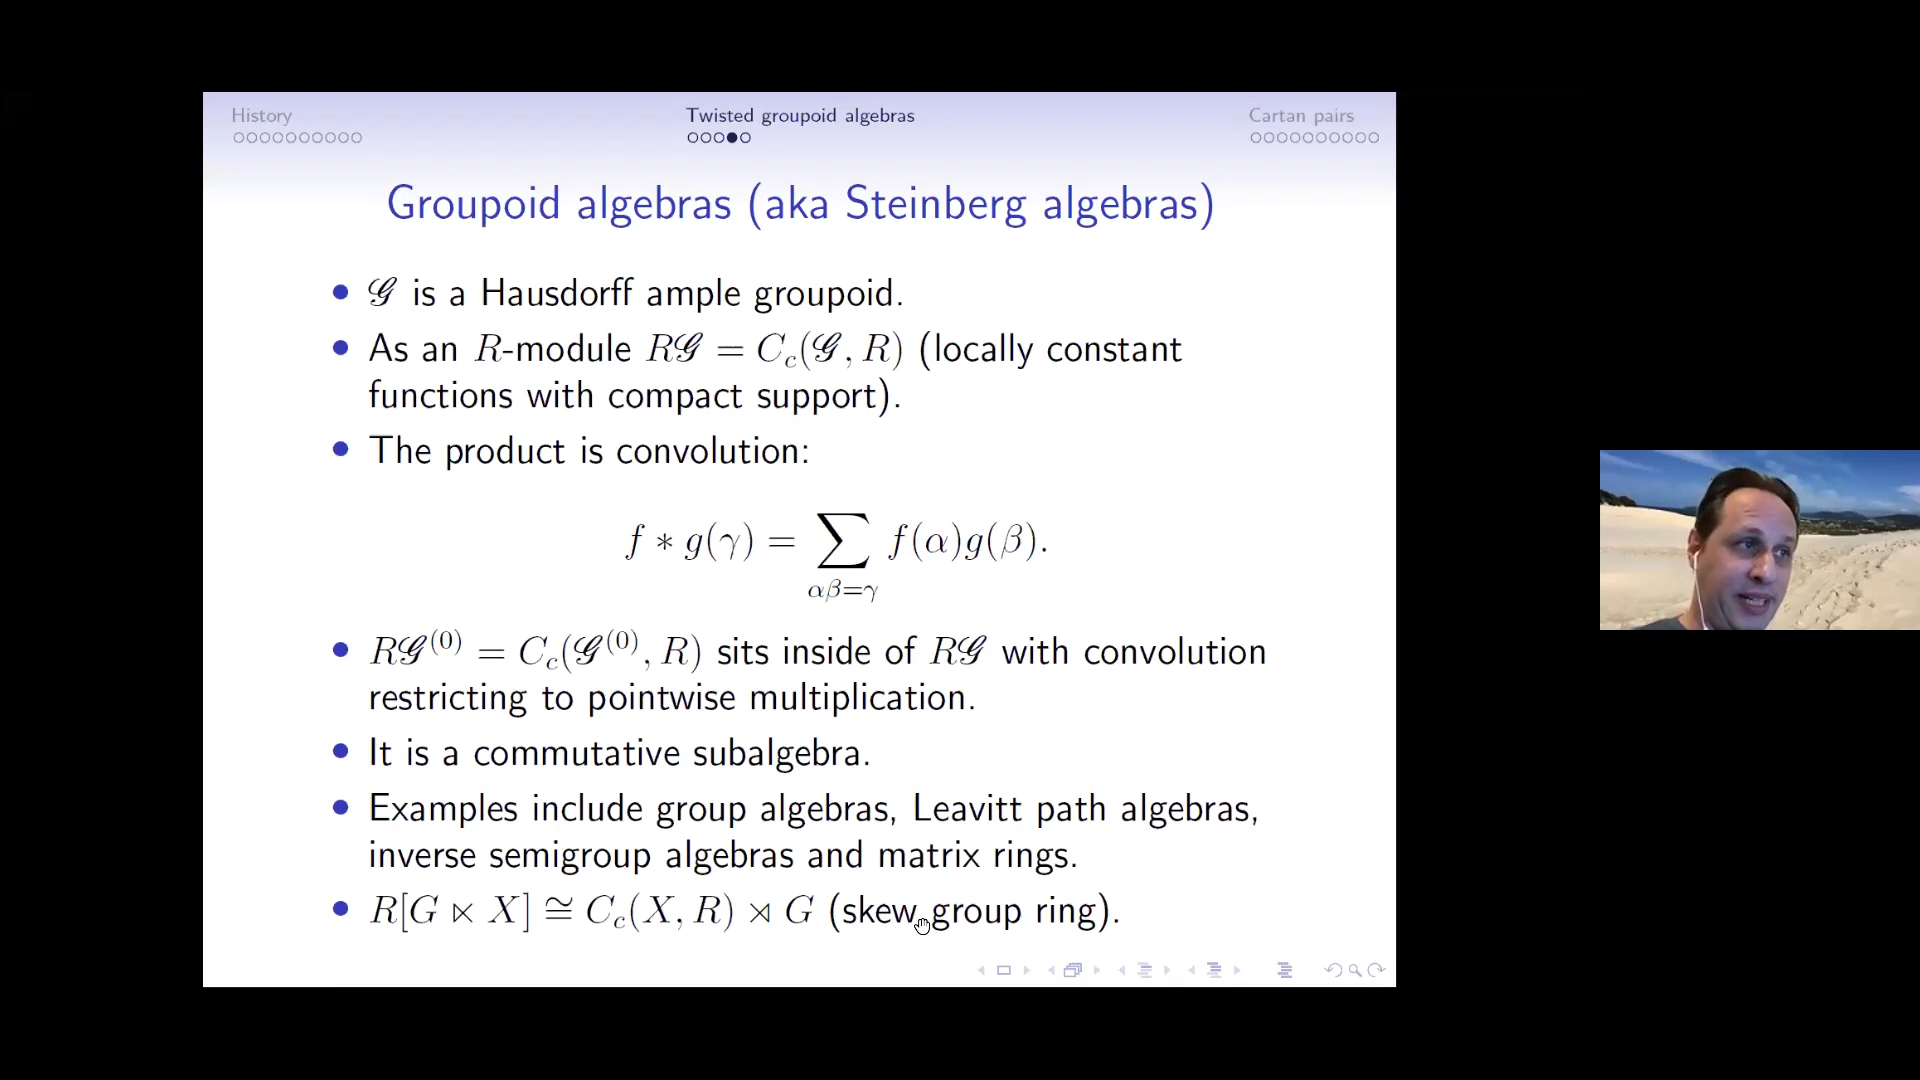 History Twisted groupoid algebras Cartan pairs
Groupoid algebras (aka Steinberg algebras)
• 𝒢 is a Hausdorff ample groupoid.
• As an R-module R𝒢 = C_c(𝒢, R) (locally constant
functions with compact support).
• The product is convolution:
f ∗ g(γ) = ∑ f(α)g(β).
αβ=γ
• R𝒢^(0) = C_c(𝒢^(0), R) sits inside of R𝒢 with convolution
restricting to pointwise multiplication.
• It is a commutative subalgebra.
• Examples include group algebras, Leavitt path algebras,
inverse semigroup algebras and matrix rings.
• R[G ⋉ X] ≅ C_c(X, R) ⋊ G (skew group ring).